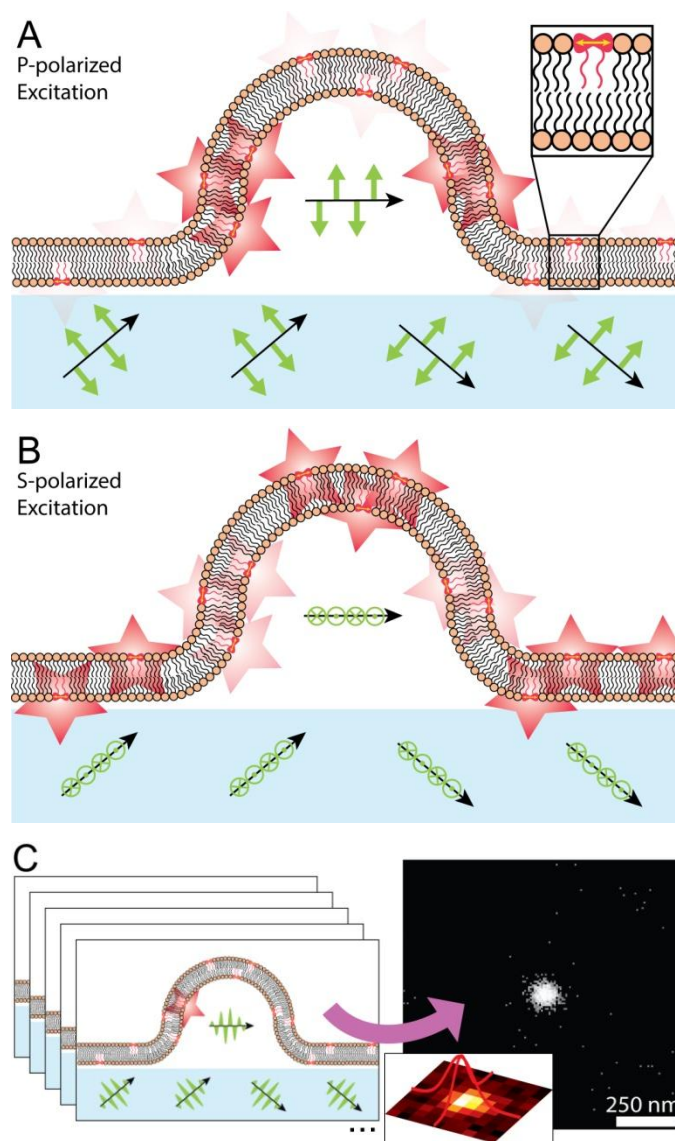 A
P-polarized
Excitation
B
S-polarized
Excitation
C
...
250 nm